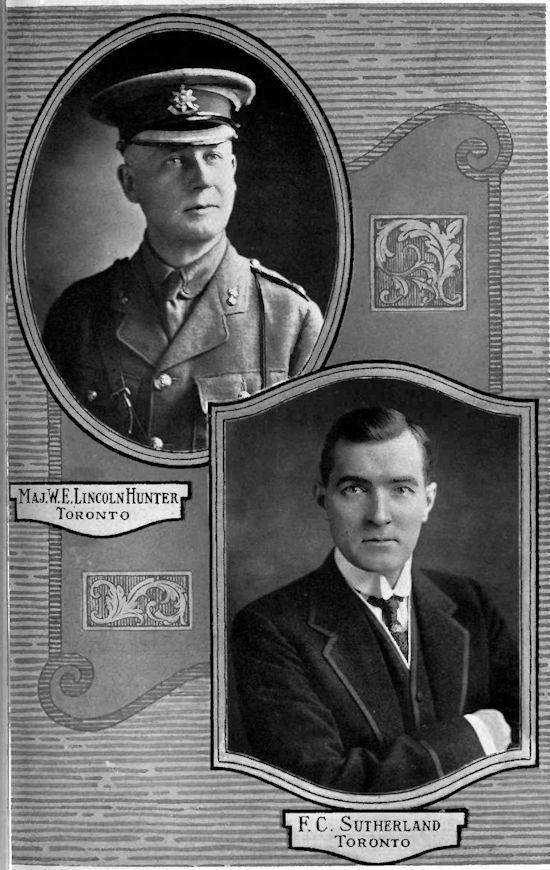 MAJ. W. E. LINCOLN HUNTER
TORONTO
F. C. SUTHERLAND
TORONTO